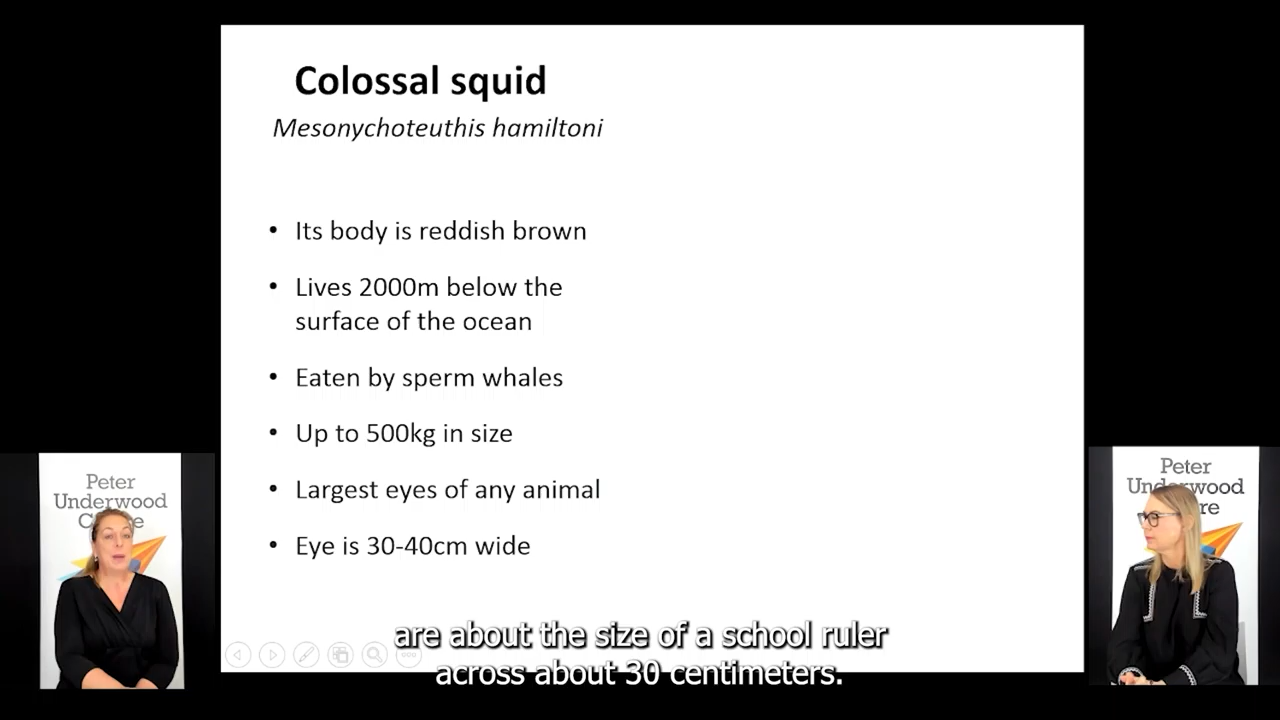 Colossal squid
Mesonychoteuthis hamiltoni
• Its body is reddish brown
• Lives 2000m below the
surface of the ocean
• Eaten by sperm whales
• Up to 500kg in size
• Largest eyes of any animal
• Eye is 30-40cm wide
Peter
Underwood
Peter
Underwood
are about the size of a school ruler
across about 30 centimeters.